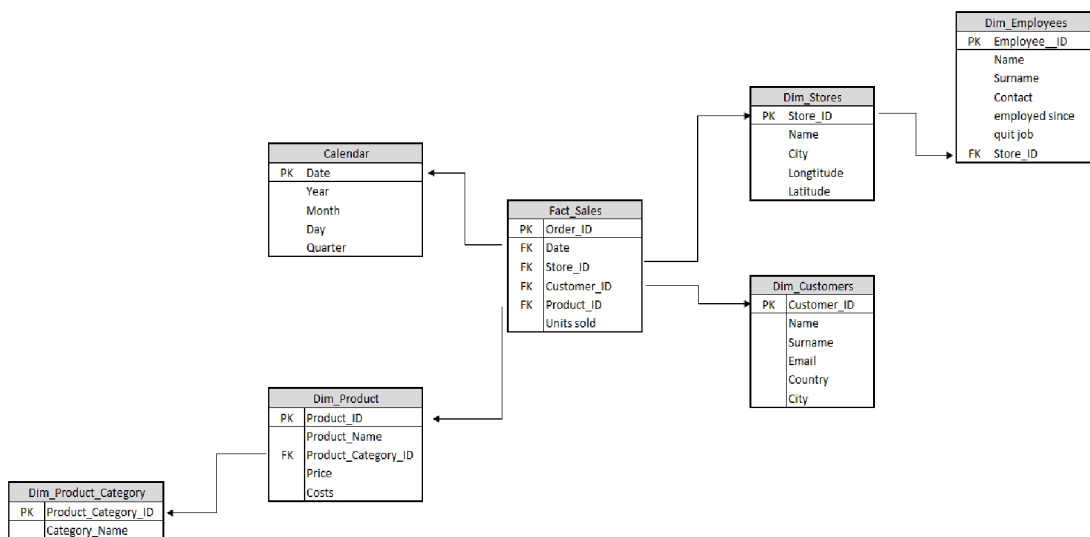 Dim_Employees
PK Employee__ID
Name
Surname
Contact
employed since
quit job
FK Store_ID
Dim_Stores
PK Store_ID
Name
City
Longtitude
Latitude
Calendar
PK Date
Year
Month
Day
Quarter
Fact_Sales
PK Order_ID
FK Date
FK Store_ID
FK Customer_ID
FK Product_ID
Units sold
Dim_Customers
PK Customer_ID
Name
Surname
Email
Country
City
Dim_Product
PK Product_ID
Product_Name
FK Product_Category_ID
Price
Costs
Dim_Product_Category
PK Product_Category_ID
Category_Name